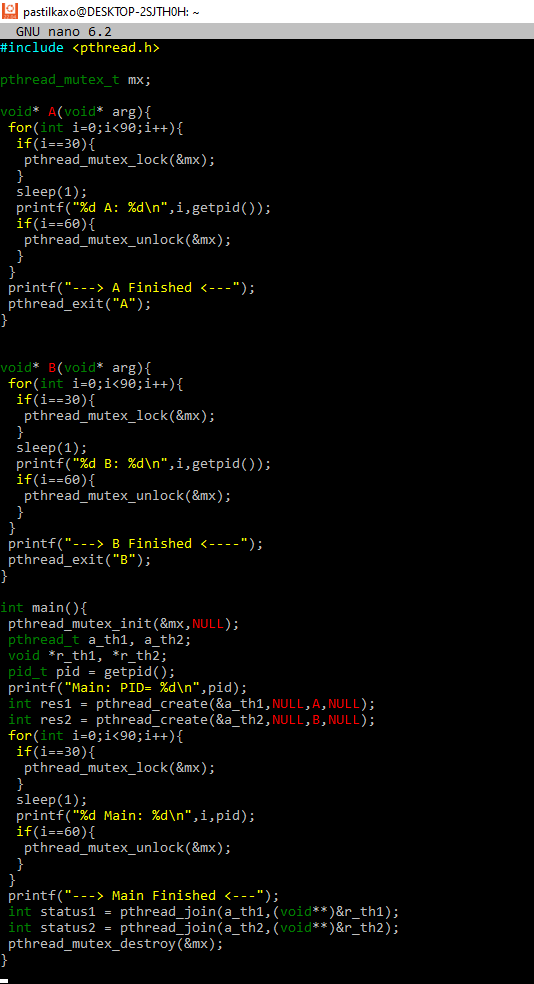 pastilkaxo@DESKTOP-2SJTH0H: ~
GNU nano 6.2
#include <pthread.h>

pthread_mutex_t mx;

void* A(void* arg){
 for(int i=0;i<90;i++){
  if(i==30){
   pthread_mutex_lock(&mx);
  }
  sleep(1);
  printf("%d A: %d\n",i,getpid());
  if(i==60){
   pthread_mutex_unlock(&mx);
  }
 }
 printf("---> A Finished <---");
 pthread_exit("A");
}


void* B(void* arg){
 for(int i=0;i<90;i++){
  if(i==30){
   pthread_mutex_lock(&mx);
  }
  sleep(1);
  printf("%d B: %d\n",i,getpid());
  if(i==60){
   pthread_mutex_unlock(&mx);
  }
 }
 printf("---> B Finished <----");
 pthread_exit("B");
}

int main(){
 pthread_mutex_init(&mx,NULL);
 pthread_t a_th1, a_th2;
 void *r_th1, *r_th2;
 pid_t pid = getpid();
 printf("Main: PID= %d\n",pid);
 int res1 = pthread_create(&a_th1,NULL,A,NULL);
 int res2 = pthread_create(&a_th2,NULL,B,NULL);
 for(int i=0;i<90;i++){
  if(i==30){
   pthread_mutex_lock(&mx);
  }
  sleep(1);
  printf("%d Main: %d\n",i,pid);
  if(i==60){
   pthread_mutex_unlock(&mx);
  }
 }
 printf("---> Main Finished <---");
 int status1 = pthread_join(a_th1,(void**)&r_th1);
 int status2 = pthread_join(a_th2,(void**)&r_th2);
 pthread_mutex_destroy(&mx);
}